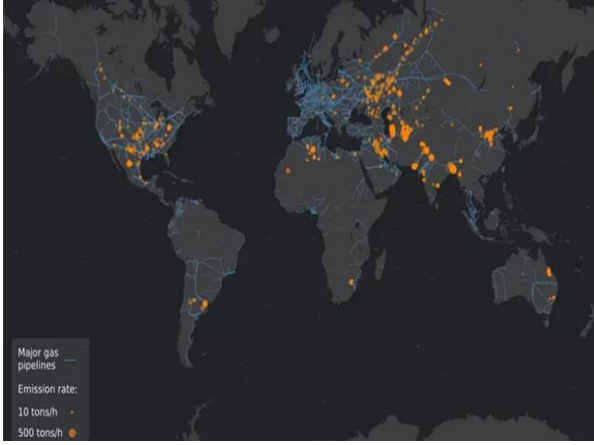 Major gas
pipelines
Emission rate:
10 tons/h
500 tons/h